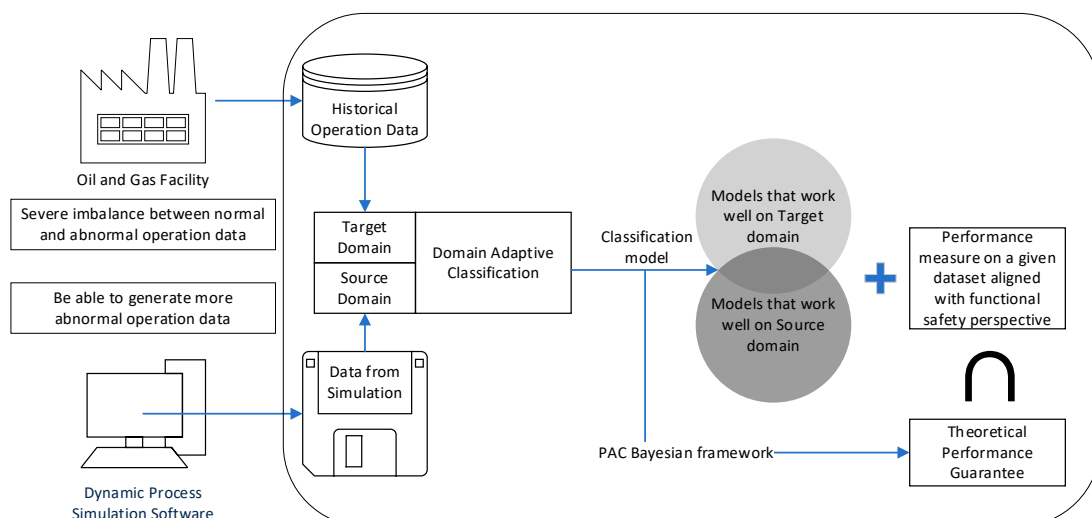 Oil and Gas Facility
Severe imbalance between normal
and abnormal operation data
Be able to generate more
abnormal operation data
Dynamic Process
Simulation Software
Historical
Operation Data
Target
Domain
Source
Domain
Domain Adaptive
Classification
Data from
Simulation
Classification
model
Models that work
well on Target
domain
Models that work
well on Source
domain
Performance
measure on a given
dataset aligned
with functional
safety perspective
PAC Bayesian framework
Theoretical
Performance
Guarantee